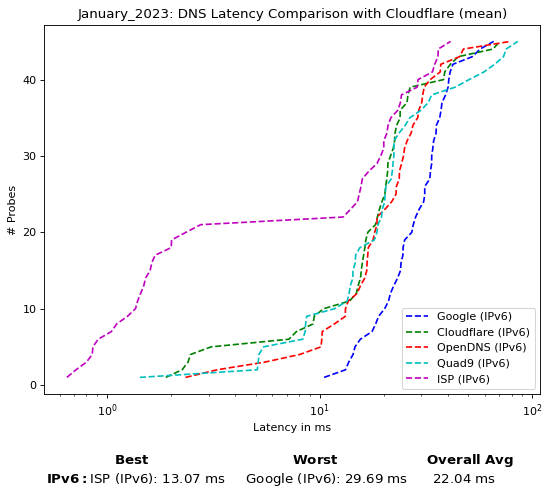 January_2023: DNS Latency Comparison with Cloudflare (mean)
# Probes
40
30
20
10
0
Google (IPv6)
Cloudflare (IPv6)
OpenDNS (IPv6)
Quad9 (IPv6)
ISP (IPv6)
10⁰ 10¹ 10²
Latency in ms
Best Worst Overall Avg
IPv6: ISP (IPv6): 13.07 ms Google (IPv6): 29.69 ms 22.04 ms